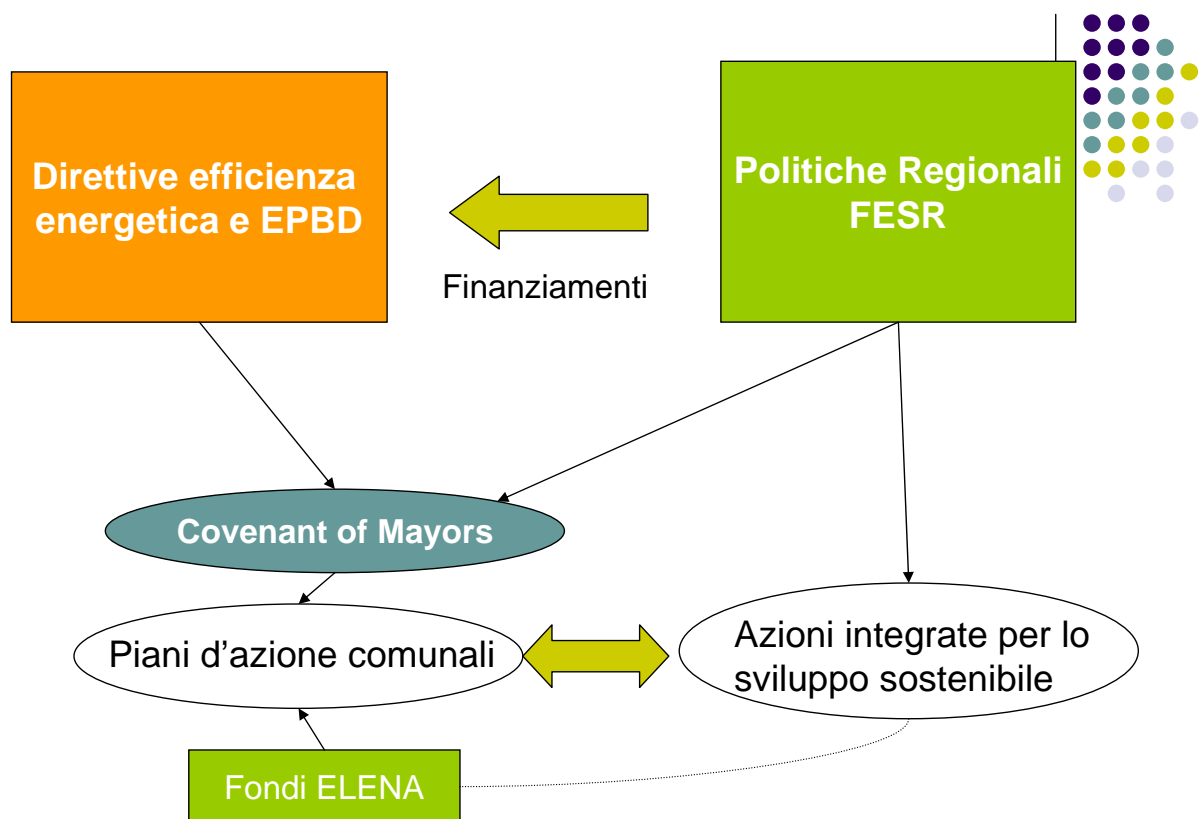 Direttive efficienza
energetica e EPBD
Politiche Regionali
FESR
Finanziamenti
Covenant of Mayors
Piani d'azione comunali
Azioni integrate per lo
sviluppo sostenibile
Fondi ELENA